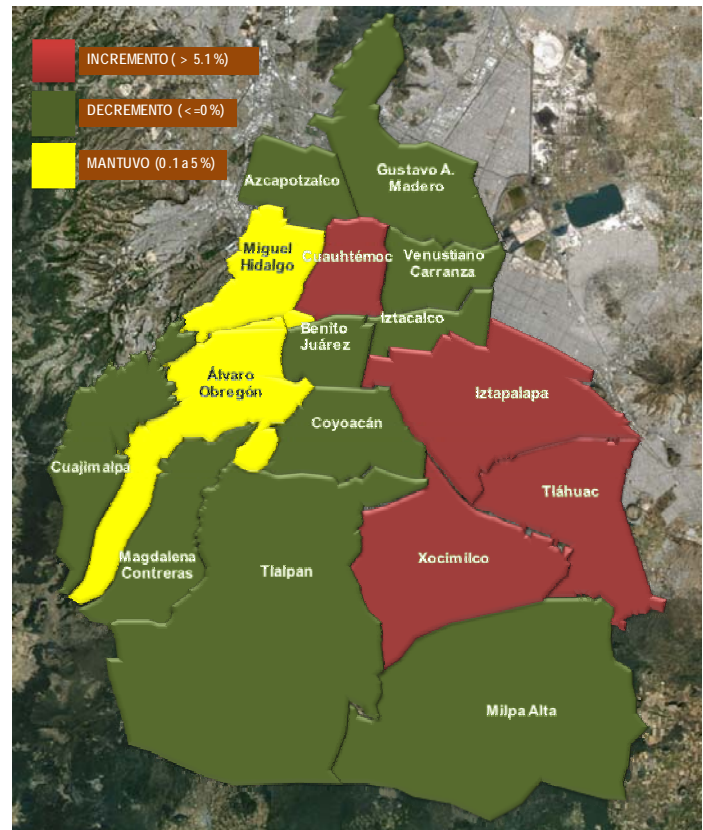 INCREMENTO ( > 5.1%)
DECREMENTO (<=0%)
MANTUVO (0.1 a 5%)
Azcapotzalco
Gustavo A.
Madero
Miguel
Hidalgo
Cuauhtémoc
Venustiano
Carranza
Iztacalco
Benito
Juárez
Álvaro
Obregón
Iztapalapa
Coyoacán
Cuajimalpa
Tláhuac
Magdalena
Contreras
Tlalpan
Xocimilco
Milpa Alta